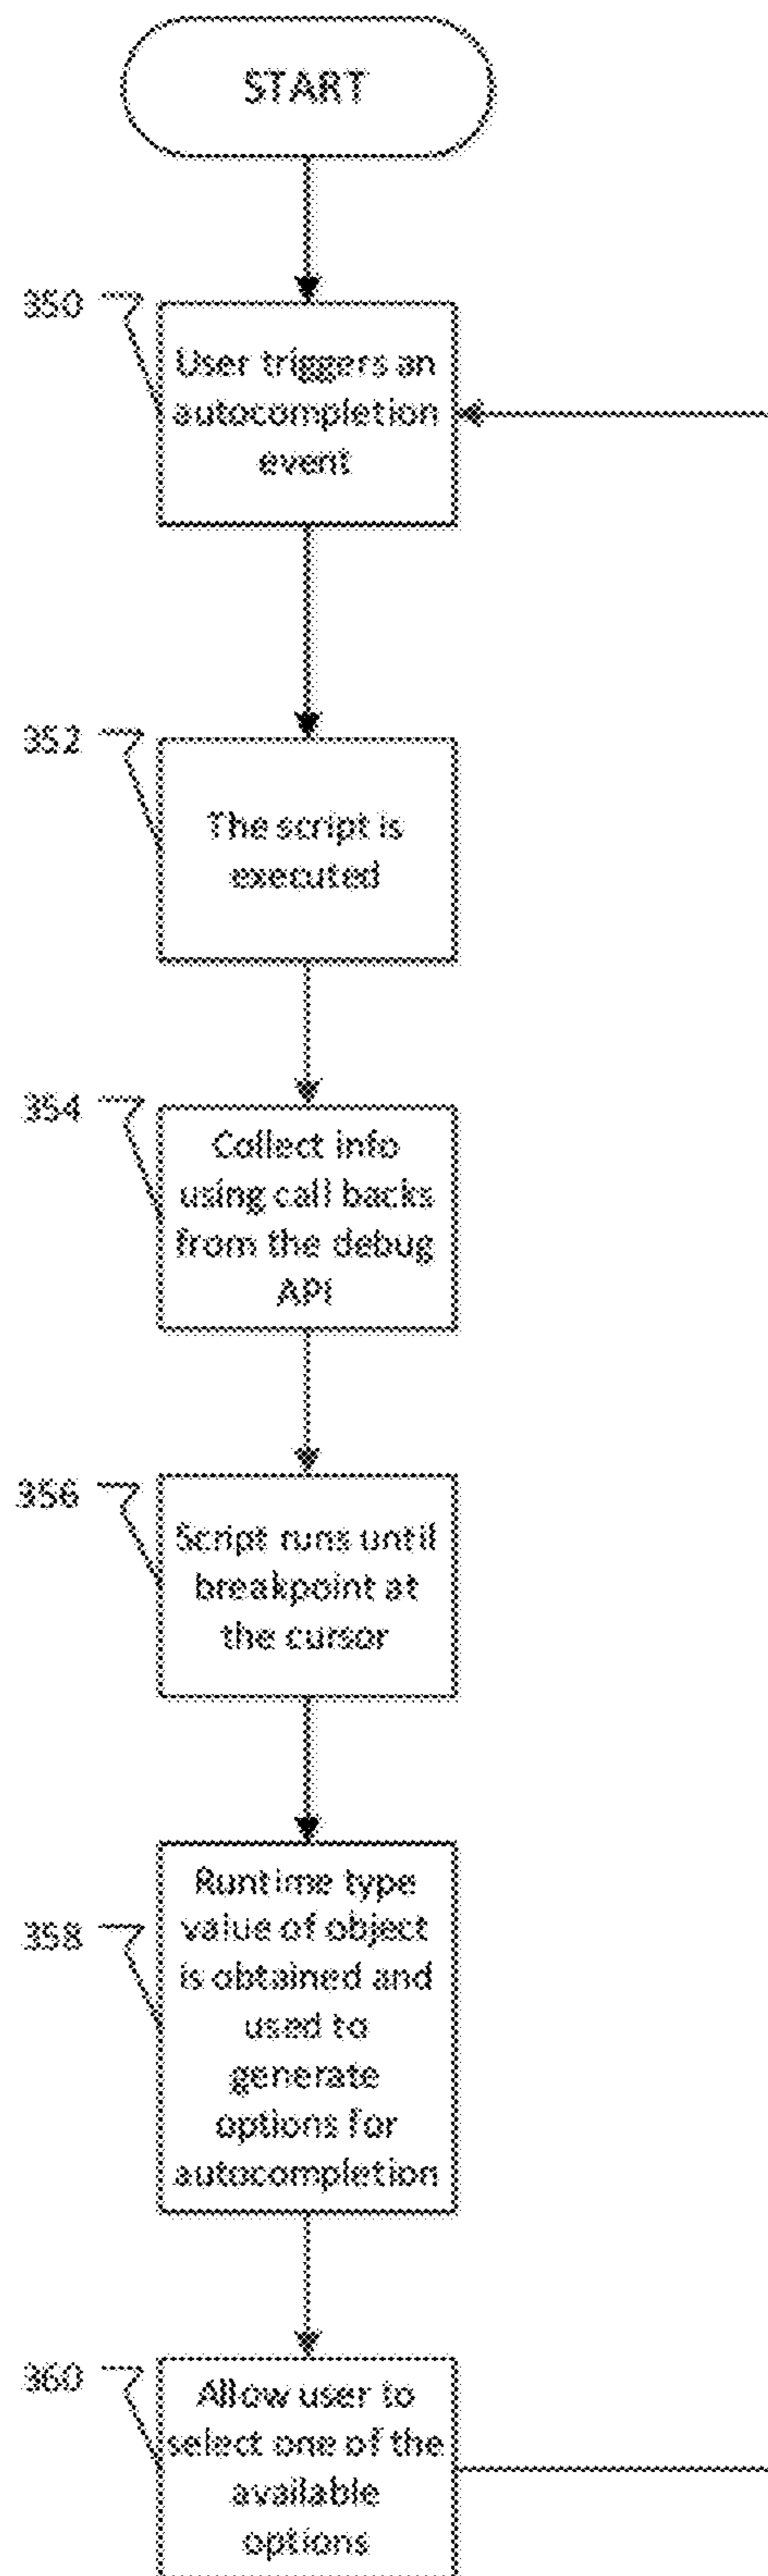 START
350
User triggers an
autocompletion
event
352
The script is
executed
354
Collect info
using call backs
from the debug
API
356
Script runs until
breakpoint at
the cursor
358
Runtime type
value of object
is obtained and
used to
generate
options for
autocompletion
360
Allow user to
select one of the
available
options